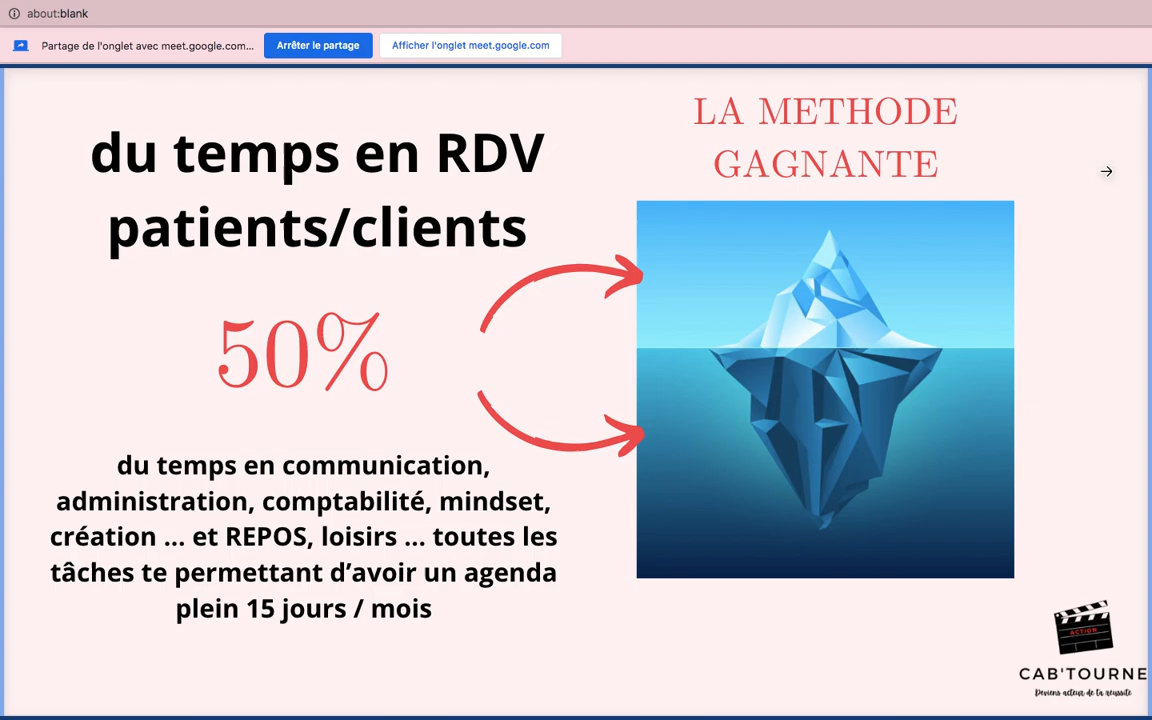 about:blank
Partage de l'onglet avec meet.google.com...
Arrêter le partage
Afficher l'onglet meet.google.com
LA METHODE
GAGNANTE
du temps en RDV
patients/clients
50%
du temps en communication,
administration, comptabilité, mindset,
création ... et REPOS, loisirs ... toutes les
tâches te permettant d'avoir un agenda
plein 15 jours / mois
ACTION
CAB'TOURNE
Deviens acteur de ta réussite